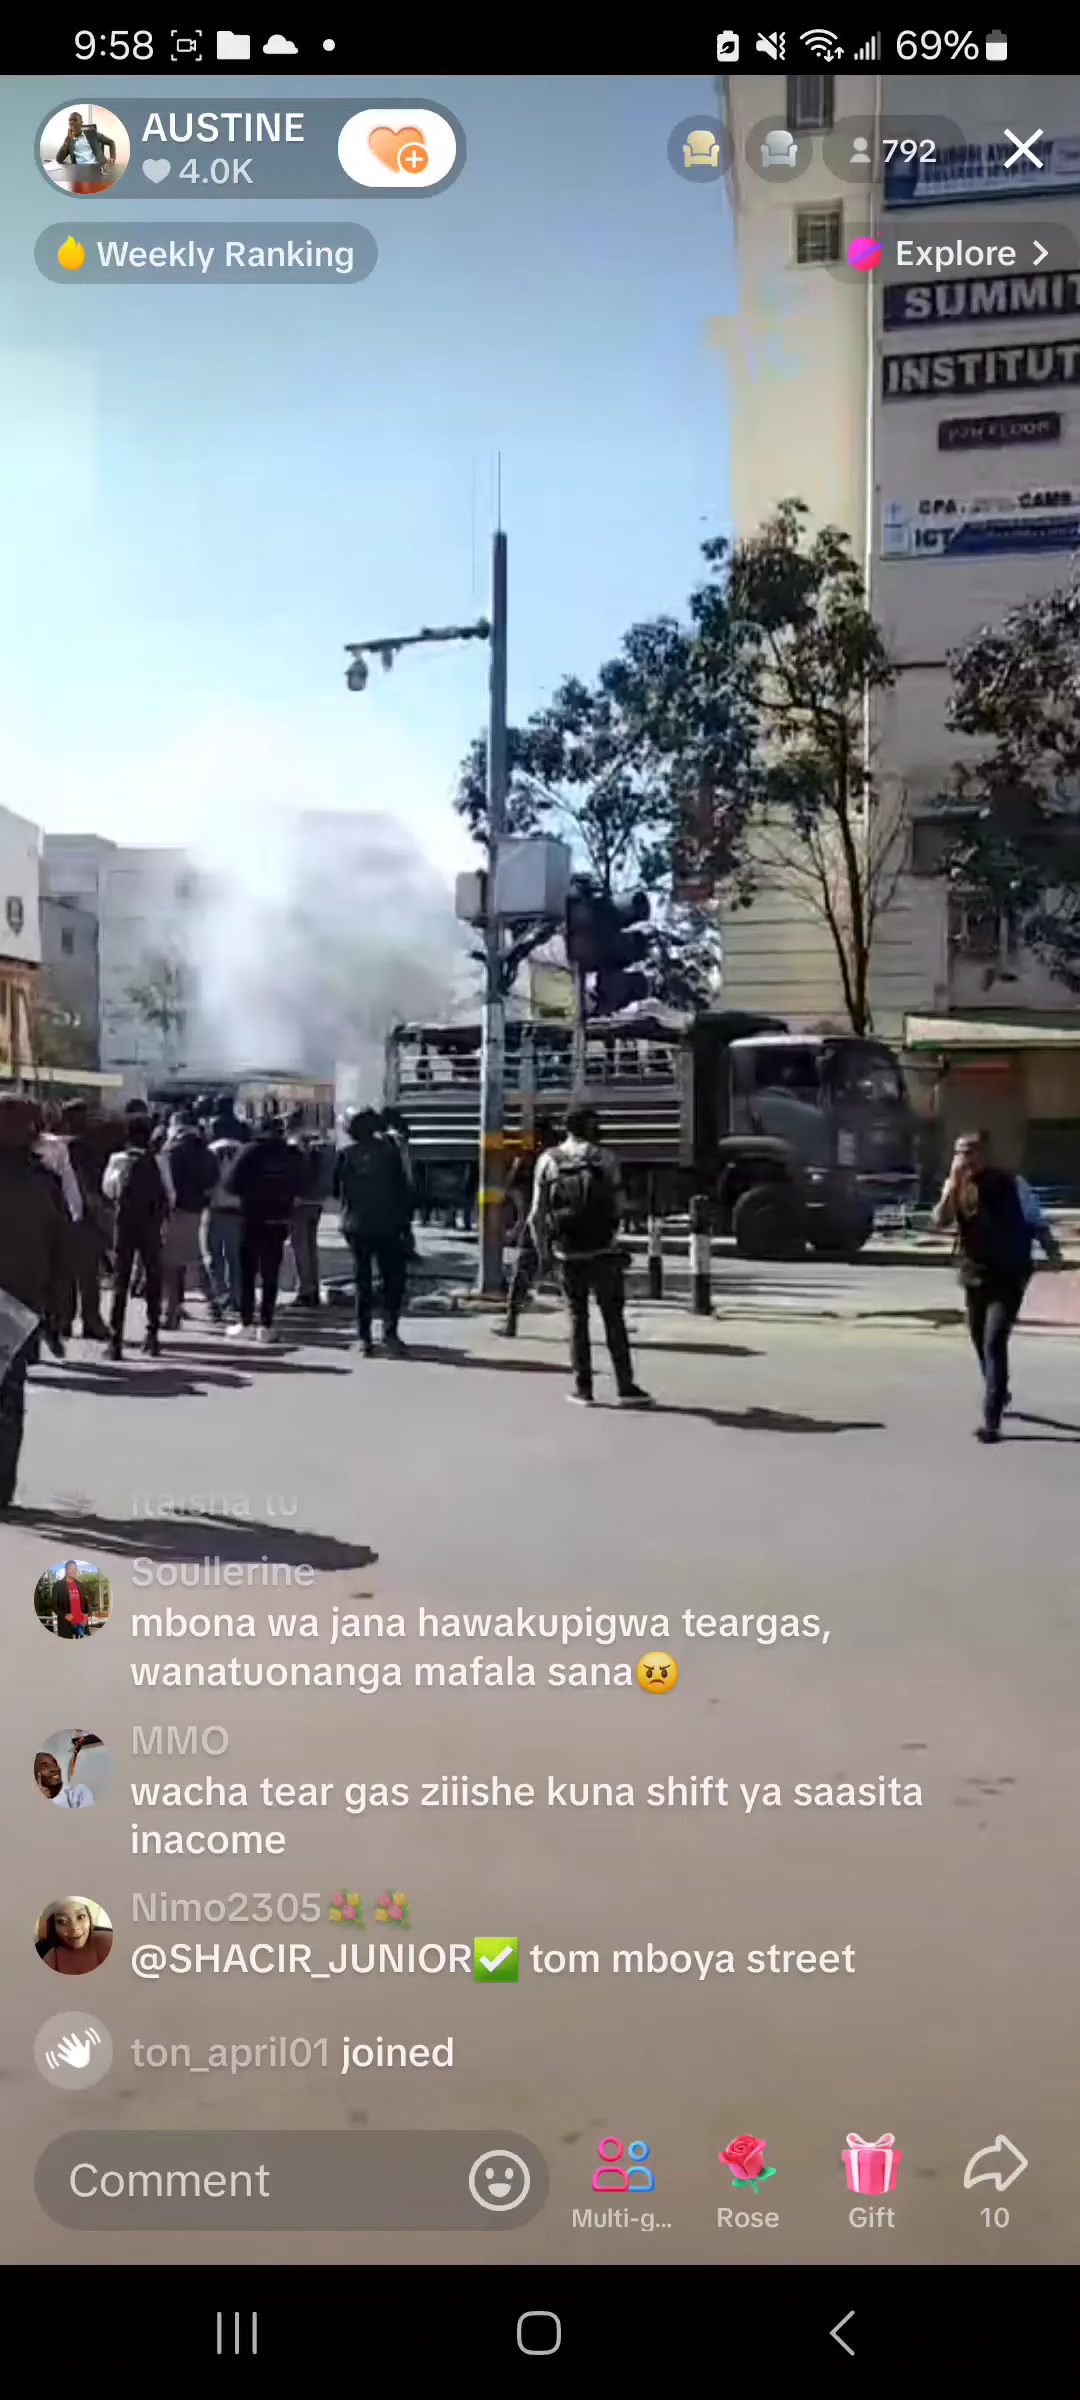 9:58
69%
AUSTINE
4.0K
792
Weekly Ranking
Explore
SUMMIT
INSTITUT
ICT
itaisha tu
Soullerine
mbona wa jana hawakupigwa teargas,
wanatuonanga mafala sana😠
MMO
wacha tear gas ziiishe kuna shift ya saasita
inacome
Nimo2305💐💐
@SHACIR_JUNIOR✅ tom mboya street
ton_april01 joined
Comment
Multi-g...
Rose
Gift
10